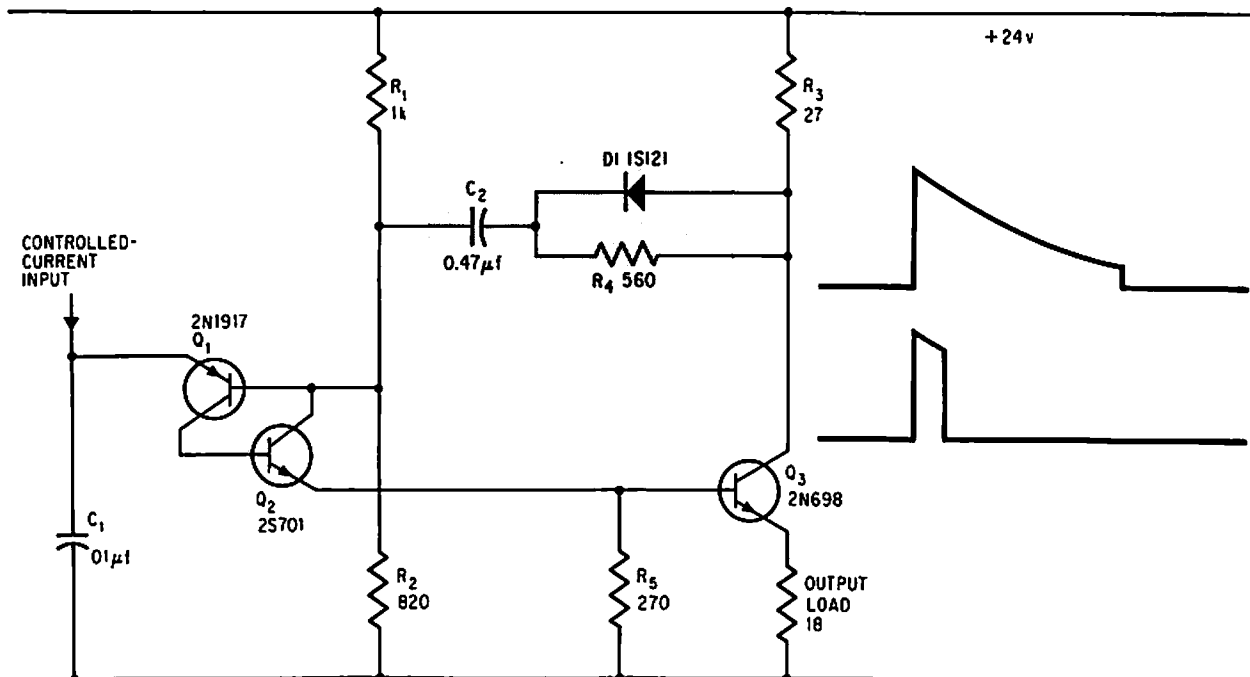 +24v
R1
1k
R3
27
D1 1S121
C2
0.47μf
R4 560
CONTROLLED-
CURRENT
INPUT
2N1917
Q1
Q2
2S701
Q3
2N698
C1
01μf
R2
820
R5
270
OUTPUT
LOAD
18